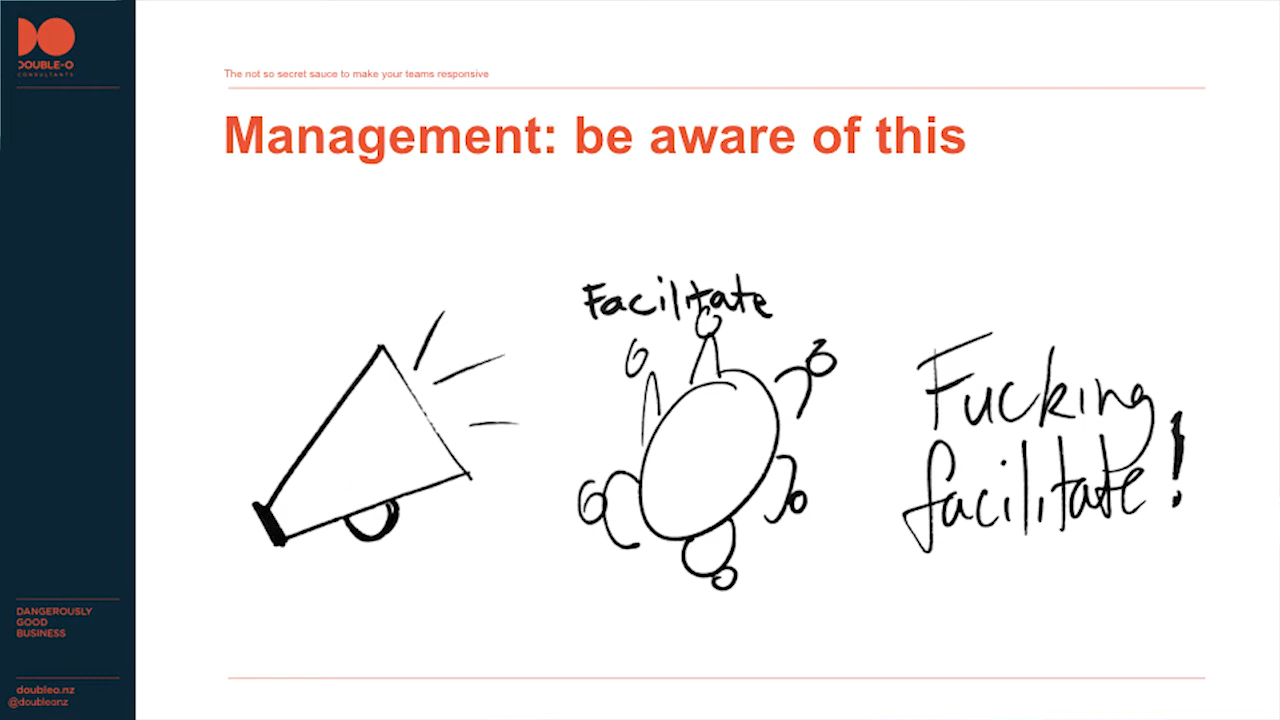 DOUBLE-O
CONSULTANTS
The not so secret sauce to make your teams responsive
Management: be aware of this
Facilitate
Fucking
facilitate!
DANGEROUSLY
GOOD
BUSINESS
doubleo.nz
@doubleonz